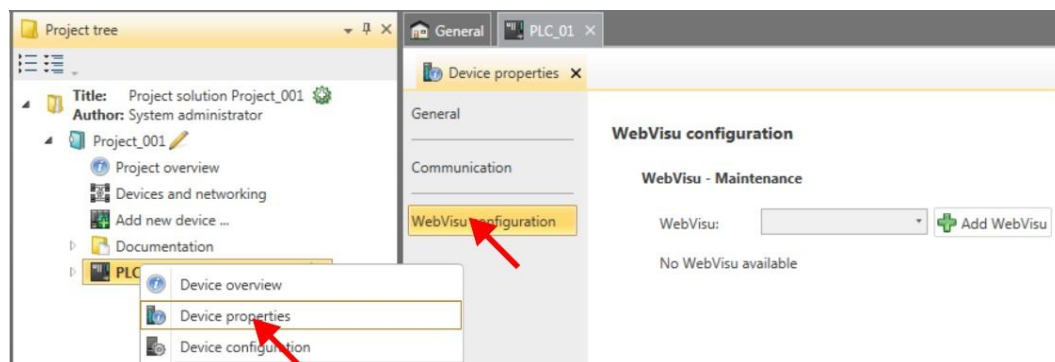 Project tree
Title: Project solution Project_001
Author: System administrator
Project_001
Project overview
Devices and networking
Add new device ...
Documentation
PLC
Device overview
Device properties
Device configuration
General
PLC_01
Device properties
General
Communication
WebVisu configuration
WebVisu configuration
WebVisu - Maintenance
WebVisu:
Add WebVisu
No WebVisu available